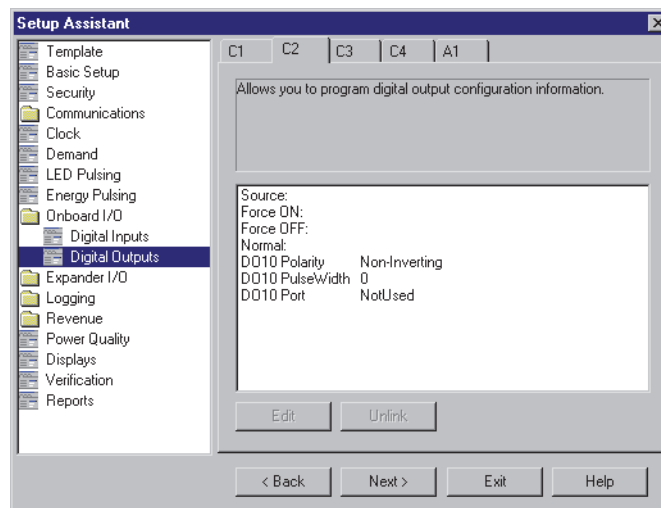 Setup Assistant
Template
Basic Setup
Security
Communications
Clock
Demand
LED Pulsing
Energy Pulsing
Onboard I/O
Digital Inputs
Digital Outputs
Expander I/O
Logging
Revenue
Power Quality
Displays
Verification
Reports
C1 C2 C3 C4 A1
Allows you to program digital output configuration information.
Source:
Force ON:
Force OFF:
Normal:
DO10 Polarity Non-Inverting
DO10 PulseWidth 0
DO10 Port NotUsed
Edit Unlink
< Back Next > Exit Help